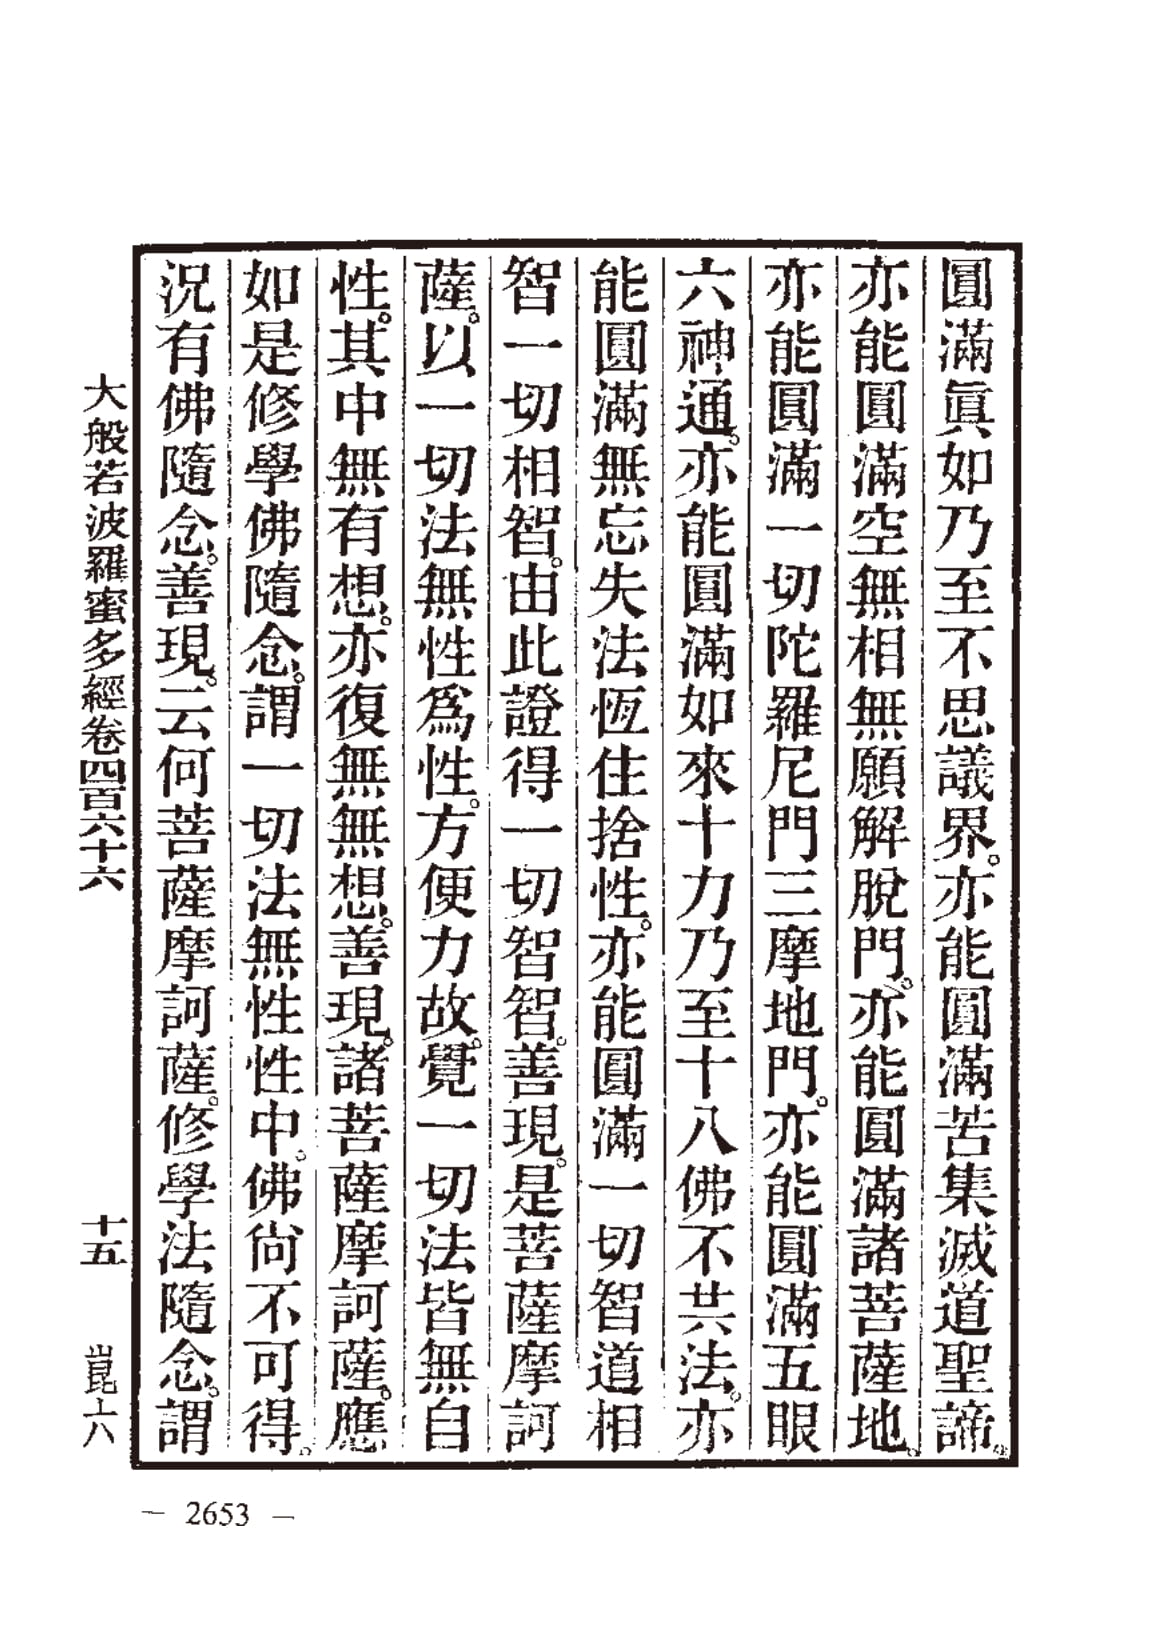 圓滿眞如乃至不思議界。亦能圓滿苦集滅道聖諦。
亦能圓滿空無相無願解脫門。亦能圓滿諸菩薩地。
亦能圓滿一切陀羅尼門三摩地門。亦能圓滿五眼
六神通。亦能圓滿如來十力乃至十八佛不共法。亦
能圓滿無忘失法恆住捨性。亦能圓滿一切智道相
智一切相智。由此證得一切智智。善現。是菩薩摩訶
薩。以一切法無性爲性。方便力故。覺一切法皆無自
性。其中無有想。亦復無無想。善現。諸菩薩摩訶薩。應
如是修學佛隨念。謂一切法無性性中。佛尙不可得。
況有佛隨念。善現。云何菩薩摩訶薩。修學法隨念。謂
大般若波羅蜜多經卷四百六十六 十五 崑六
— 2653 —